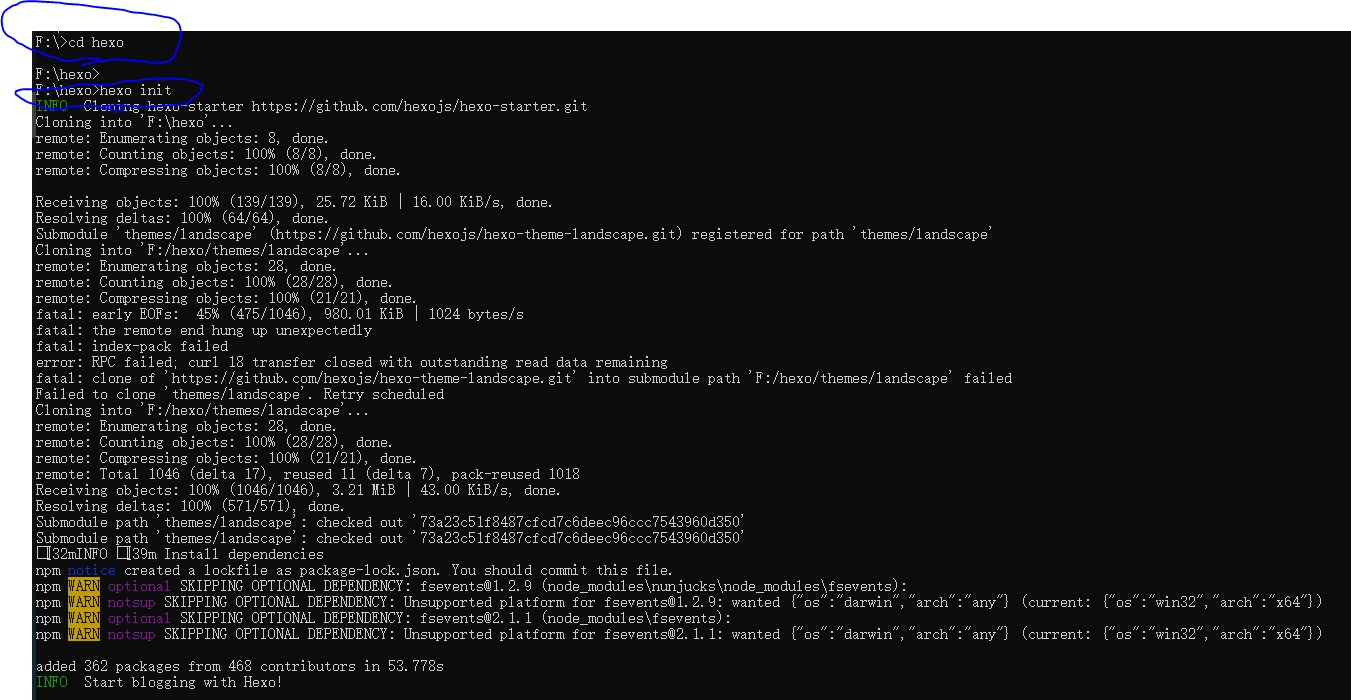 F:\>cd hexo
F:\hexo>
F:\hexo>hexo init
INFO  Cloning hexo-starter https://github.com/hexojs/hexo-starter.git
Cloning into 'F:\hexo'...
remote: Enumerating objects: 8, done.
remote: Counting objects: 100% (8/8), done.
remote: Compressing objects: 100% (8/8), done.
Receiving objects: 100% (139/139), 25.72 KiB | 16.00 KiB/s, done.
Resolving deltas: 100% (64/64), done.
Submodule 'themes/landscape' (https://github.com/hexojs/hexo-theme-landscape.git) registered for path 'themes/landscape'
Cloning into 'F:/hexo/themes/landscape'...
remote: Enumerating objects: 28, done.
remote: Counting objects: 100% (28/28), done.
remote: Compressing objects: 100% (21/21), done.
fatal: early EOFs:  45% (475/1046), 980.01 KiB | 1024 bytes/s
fatal: the remote end hung up unexpectedly
fatal: index-pack failed
error: RPC failed; curl 18 transfer closed with outstanding read data remaining
fatal: clone of 'https://github.com/hexojs/hexo-theme-landscape.git' into submodule path 'F:/hexo/themes/landscape' failed
Failed to clone 'themes/landscape'. Retry scheduled
Cloning into 'F:/hexo/themes/landscape'...
remote: Enumerating objects: 28, done.
remote: Counting objects: 100% (28/28), done.
remote: Compressing objects: 100% (21/21), done.
remote: Total 1046 (delta 17), reused 11 (delta 7), pack-reused 1018
Receiving objects: 100% (1046/1046), 3.21 MiB | 43.00 KiB/s, done.
Resolving deltas: 100% (571/571), done.
Submodule path 'themes/landscape': checked out '73a23c51f8487cfcd7c6deec96ccc7543960d350'
Submodule path 'themes/landscape': checked out '73a23c51f8487cfcd7c6deec96ccc7543960d350'
□[32mINFO □[39m Install dependencies
npm notice created a lockfile as package-lock.json. You should commit this file.
npm WARN optional SKIPPING OPTIONAL DEPENDENCY: fsevents@1.2.9 (node_modules\nunjucks\node_modules\fsevents):
npm WARN notsup SKIPPING OPTIONAL DEPENDENCY: Unsupported platform for fsevents@1.2.9: wanted {"os":"darwin","arch":"any"} (current: {"os":"win32","arch":"x64"})
npm WARN optional SKIPPING OPTIONAL DEPENDENCY: fsevents@2.1.1 (node_modules\fsevents):
npm WARN notsup SKIPPING OPTIONAL DEPENDENCY: Unsupported platform for fsevents@2.1.1: wanted {"os":"darwin","arch":"any"} (current: {"os":"win32","arch":"x64"})
added 362 packages from 468 contributors in 53.778s
INFO  Start blogging with Hexo!